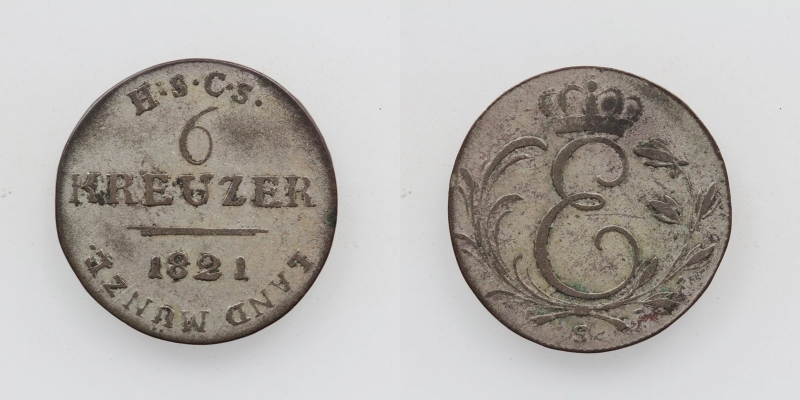 H:S.C.S.
6
KREUZER
1821
LAND MÜNZE.
E
S